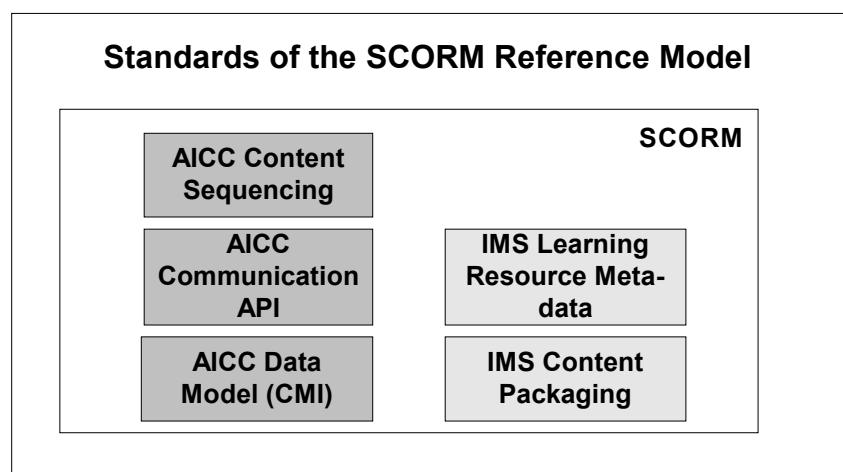 Standards of the SCORM Reference Model
SCORM
AICC Content
Sequencing
AICC
Communication
API
IMS Learning
Resource Meta-
data
AICC Data
Model (CMI)
IMS Content
Packaging